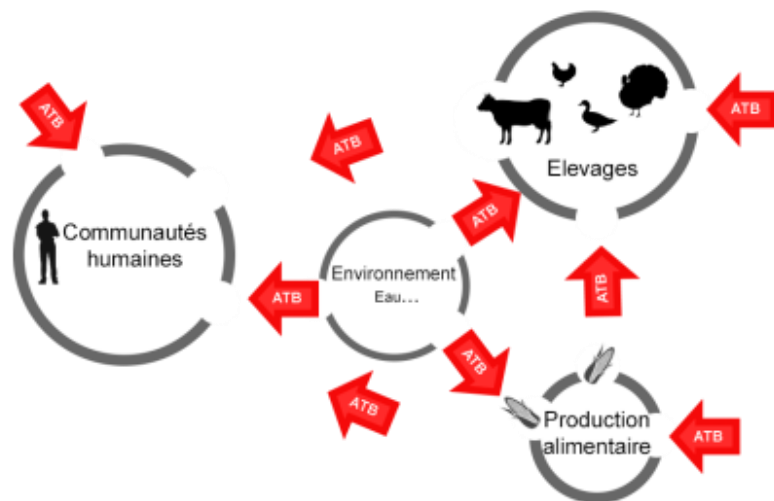 ATB
ATB
ATB
Elevages
Communautés
humaines
ATB
Environnement
Eau...
ATB
ATB
ATB
ATB
Production
alimentaire
ATB